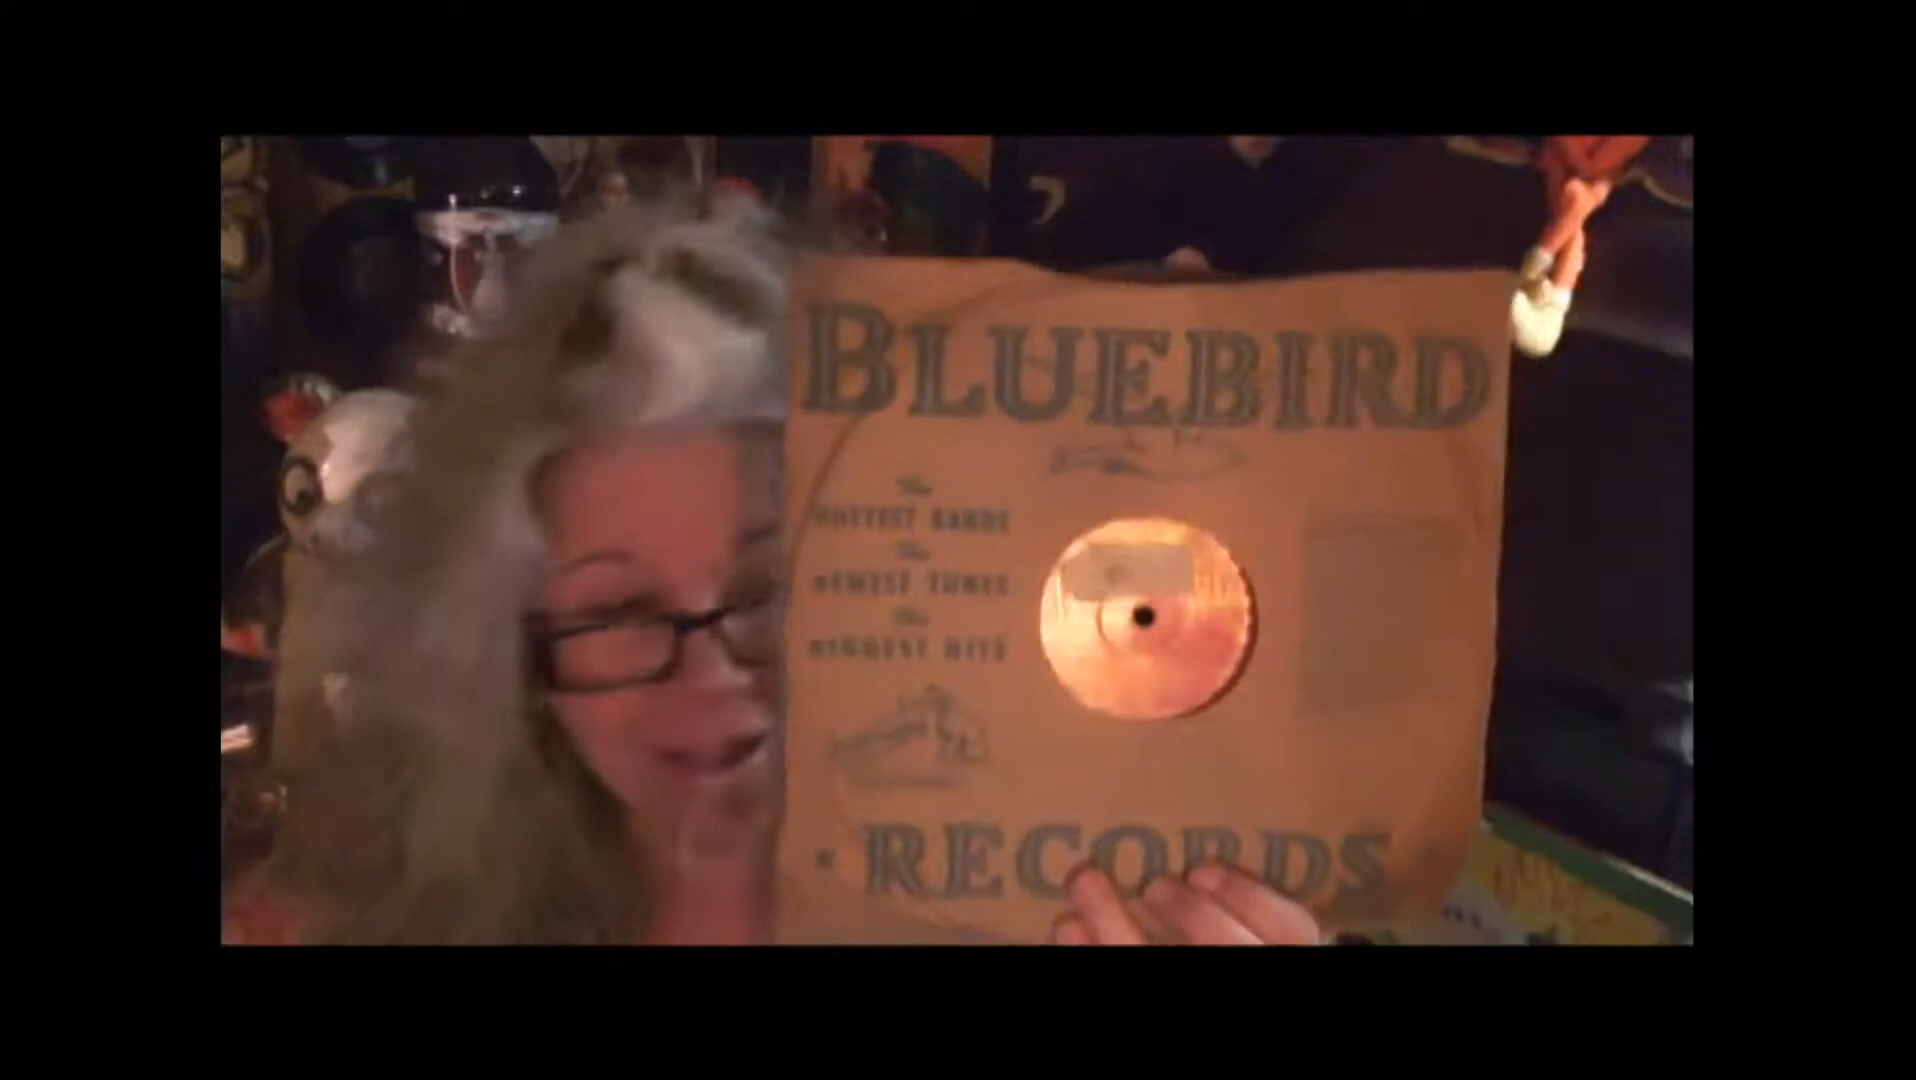 BLUEBIRD
The
HOTTEST BANDS
The
NEWEST TUNES
The
BIGGEST HITS
RECORDS